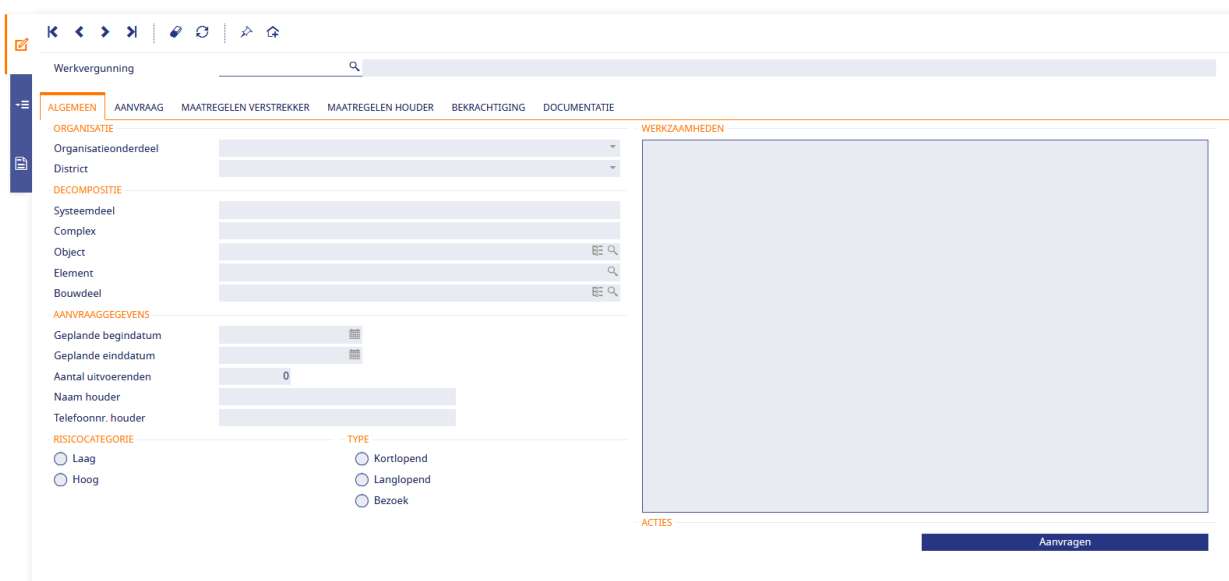 Werkvergunning
ALGEMEEN AANVRAAG MAATREGELEN VERSTREKKER MAATREGELEN HOUDER BEKRACHTIGING DOCUMENTATIE
ORGANISATIE
Organisatieonderdeel
District
DECOMPOSITIE
Systeemdeel
Complex
Object
Element
Bouwdeel
AANVRAAGGEGEVENS
Geplande begindatum
Geplande einddatum
Aantal uitvoerenden 0
Naam houder
Telefoonnr. houder
RISICOCATEGORIE
Laag
Hoog
TYPE
Kortlopend
Langlopend
Bezoek
WERKZAAMHEDEN
ACTIES
Aanvragen